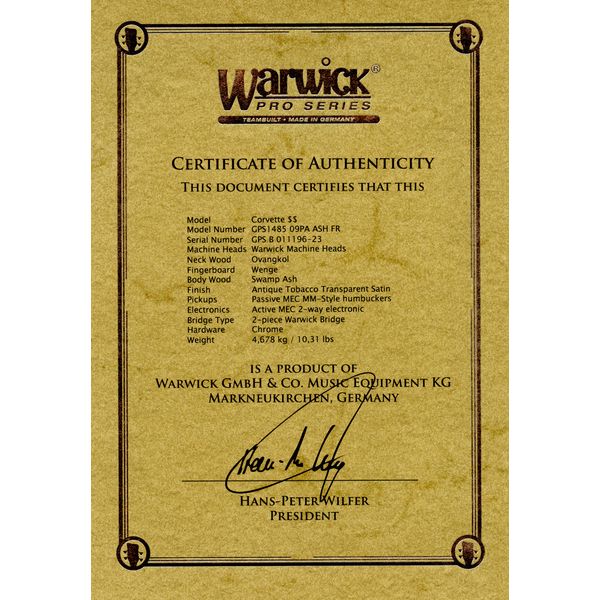 Warwick®
PRO SERIES
TEAMBUILT • MADE IN GERMANY
CERTIFICATE OF AUTHENTICITY
THIS DOCUMENT CERTIFIES THAT THIS
Model Corvette $$
Model Number GPS1485 09PA ASH FR
Serial Number GPS B 011196-23
Machine Heads Warwick Machine Heads
Neck Wood Ovangkol
Fingerboard Wenge
Body Wood Swamp Ash
Finish Antique Tobacco Transparent Satin
Pickups Passive MEC MM-Style humbuckers
Electronics Active MEC 2-way electronic
Bridge Type 2-piece Warwick Bridge
Hardware Chrome
Weight 4,678 kg / 10,31 lbs
IS A PRODUCT OF
WARWICK GMBH & CO. MUSIC EQUIPMENT KG
MARKNEUKIRCHEN, GERMANY
HANS-PETER WILFER
PRESIDENT